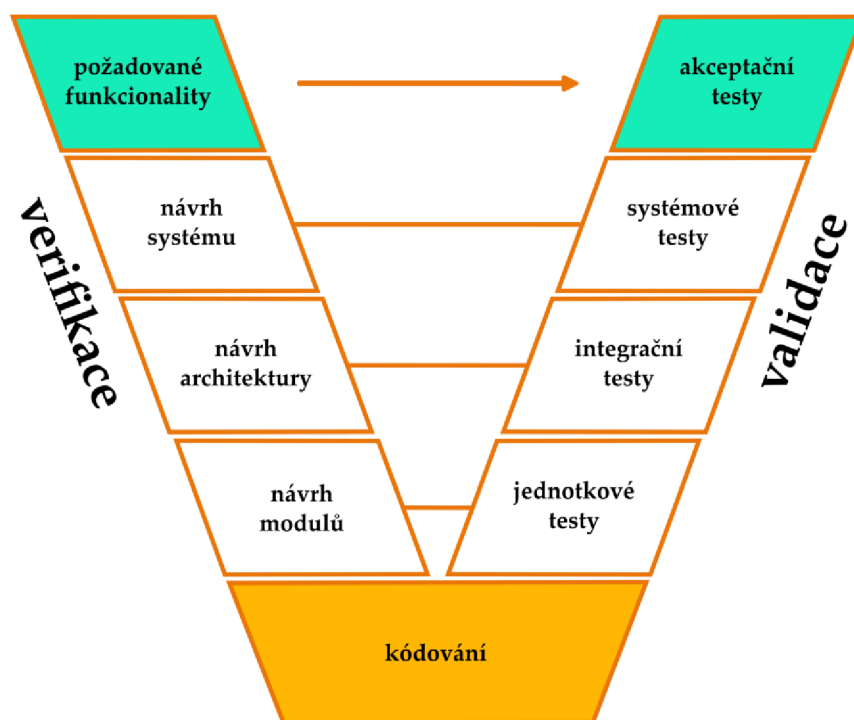 požadované
funkcionality
akceptační
testy
verifikace
návrh
systému
systémové
testy
validace
návrh
architektury
integrační
testy
návrh
modulů
jednotkové
testy
kódování